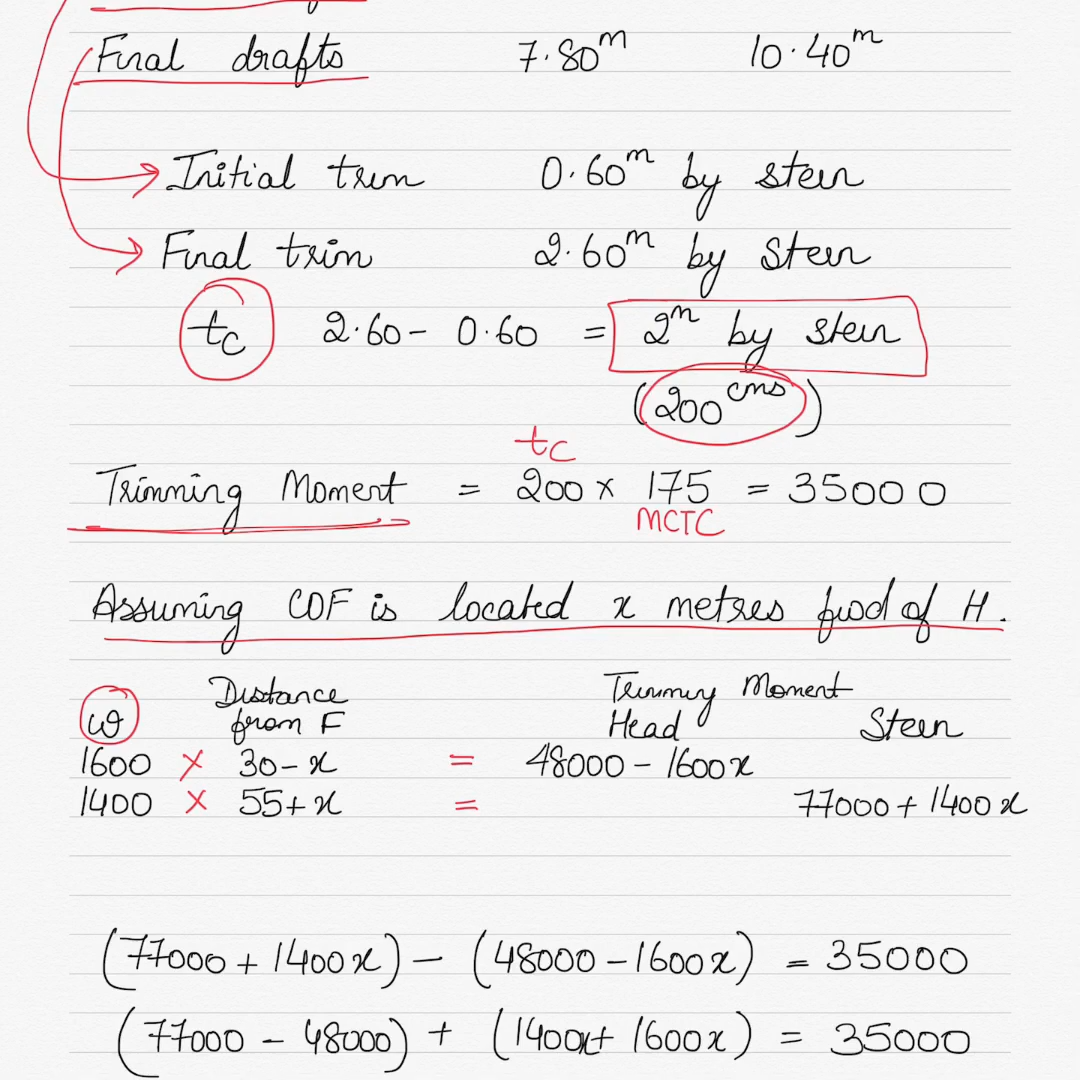 Final drafts 7.80m 10.40m
Initial trim 0.60m by stern
Final trim 2.60m by stern
tc 2.60 - 0.60 = 2m by stern
(200 cms)
tc
Trimming Moment = 200 × 175 = 35000
MCTC
Assuming COF is located x metres fwd of H.
Distance Trimming Moment
ω from F Head Stern
1600 × 30-x = 48000 - 1600x
1400 × 55+x = 77000 + 1400x
(77000 + 1400x) - (48000 - 1600x) = 35000
(77000 - 48000) + (1400x + 1600x) = 35000